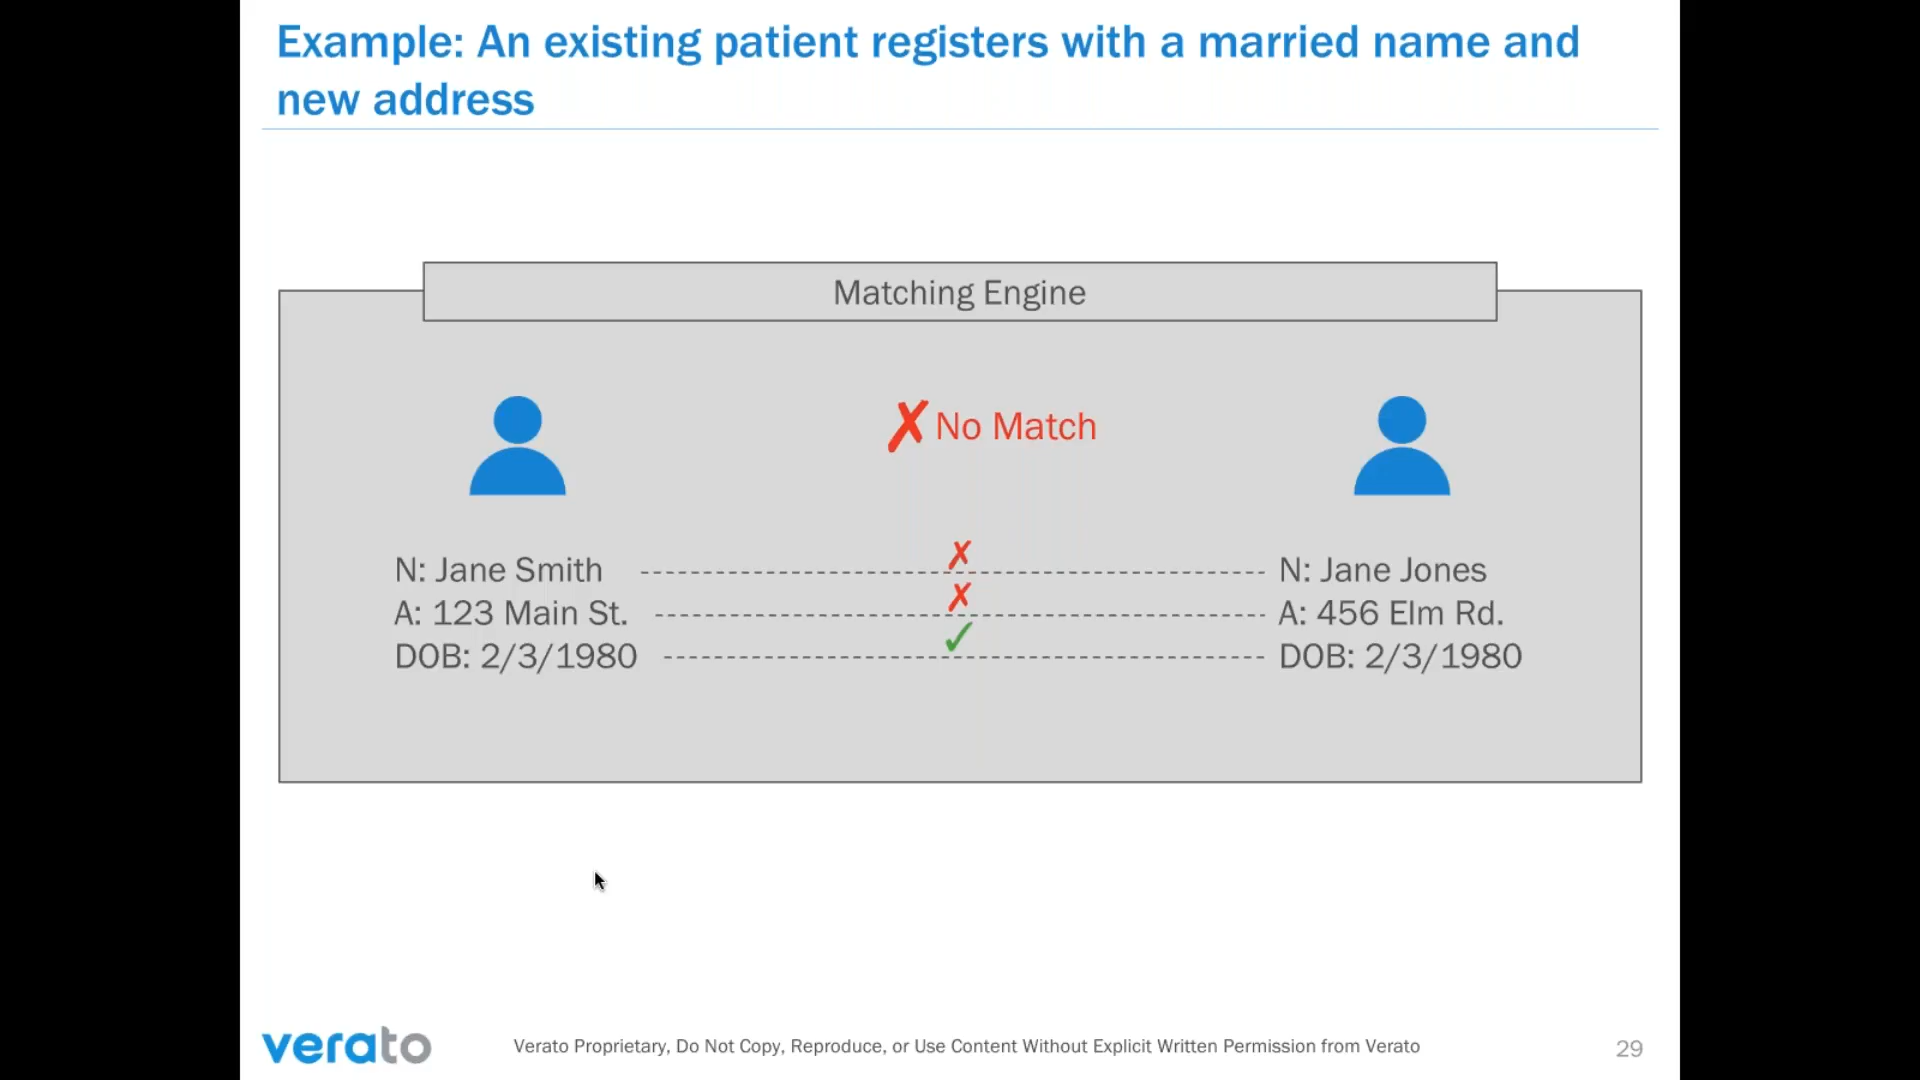 Example: An existing patient registers with a married name and
new address
Matching Engine
✗ No Match
✗
N: Jane Smith
N: Jane Jones
✗
A: 123 Main St.
A: 456 Elm Rd.
✓
DOB: 2/3/1980
DOB: 2/3/1980
verato
Verato Proprietary, Do Not Copy, Reproduce, or Use Content Without Explicit Written Permission from Verato
29